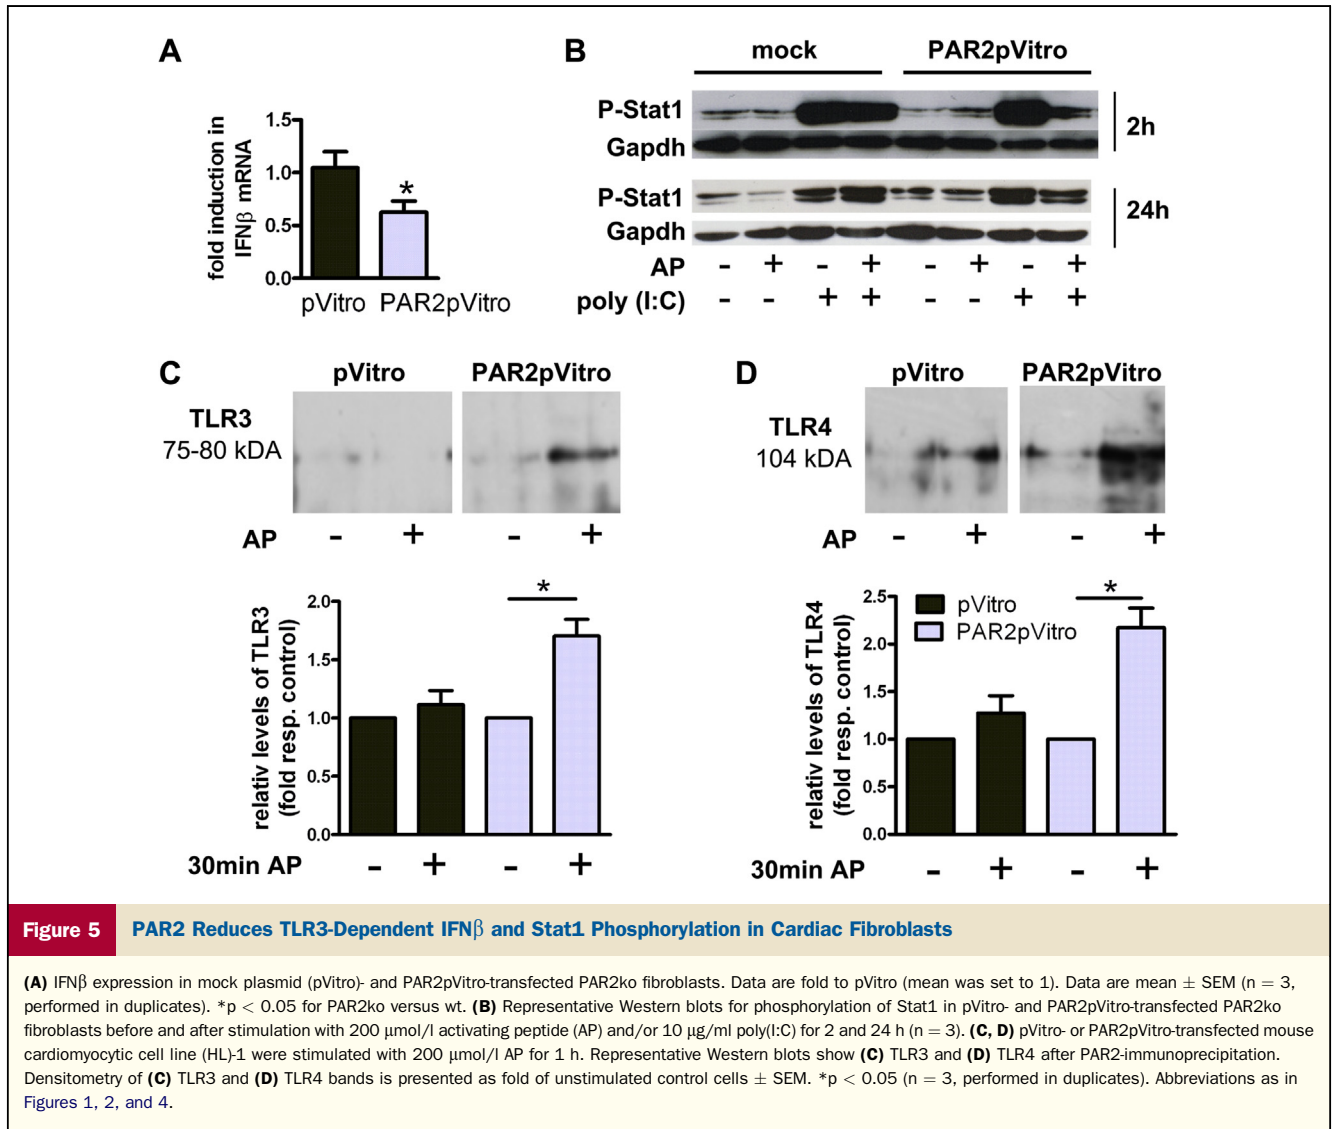 A
fold induction in
IFNβ mRNA
1.5
1.0
0.5
0.0
*
pVitro PAR2pVitro
B
mock PAR2pVitro
P-Stat1
Gapdh
2h
P-Stat1
Gapdh
24h
AP - + - + - + - +
poly (I:C) - - + + - - + +
C
pVitro PAR2pVitro
TLR3
75-80 kDA
AP - + - +
relativ levels of TLR3
(fold resp. control)
2.0
1.5
1.0
0.5
0.0
*
30min AP - + - +
D
pVitro PAR2pVitro
TLR4
104 kDA
AP - + - +
relativ levels of TLR4
(fold resp. control)
2.5
2.0
1.5
1.0
0.5
0.0
pVitro
PAR2pVitro
*
30min AP - + - +
Figure 5 PAR2 Reduces TLR3-Dependent IFNβ and Stat1 Phosphorylation in Cardiac Fibroblasts
(A) IFNβ expression in mock plasmid (pVitro)- and PAR2pVitro-transfected PAR2ko fibroblasts. Data are fold to pVitro (mean was set to 1). Data are mean ± SEM (n = 3,
performed in duplicates). *p < 0.05 for PAR2ko versus wt. (B) Representative Western blots for phosphorylation of Stat1 in pVitro- and PAR2pVitro-transfected PAR2ko
fibroblasts before and after stimulation with 200 μmol/l activating peptide (AP) and/or 10 μg/ml poly(I:C) for 2 and 24 h (n = 3). (C, D) pVitro- or PAR2pVitro-transfected mouse
cardiomyocytic cell line (HL)-1 were stimulated with 200 μmol/l AP for 1 h. Representative Western blots show (C) TLR3 and (D) TLR4 after PAR2-immunoprecipitation.
Densitometry of (C) TLR3 and (D) TLR4 bands is presented as fold of unstimulated control cells ± SEM. *p < 0.05 (n = 3, performed in duplicates). Abbreviations as in
Figures 1, 2, and 4.